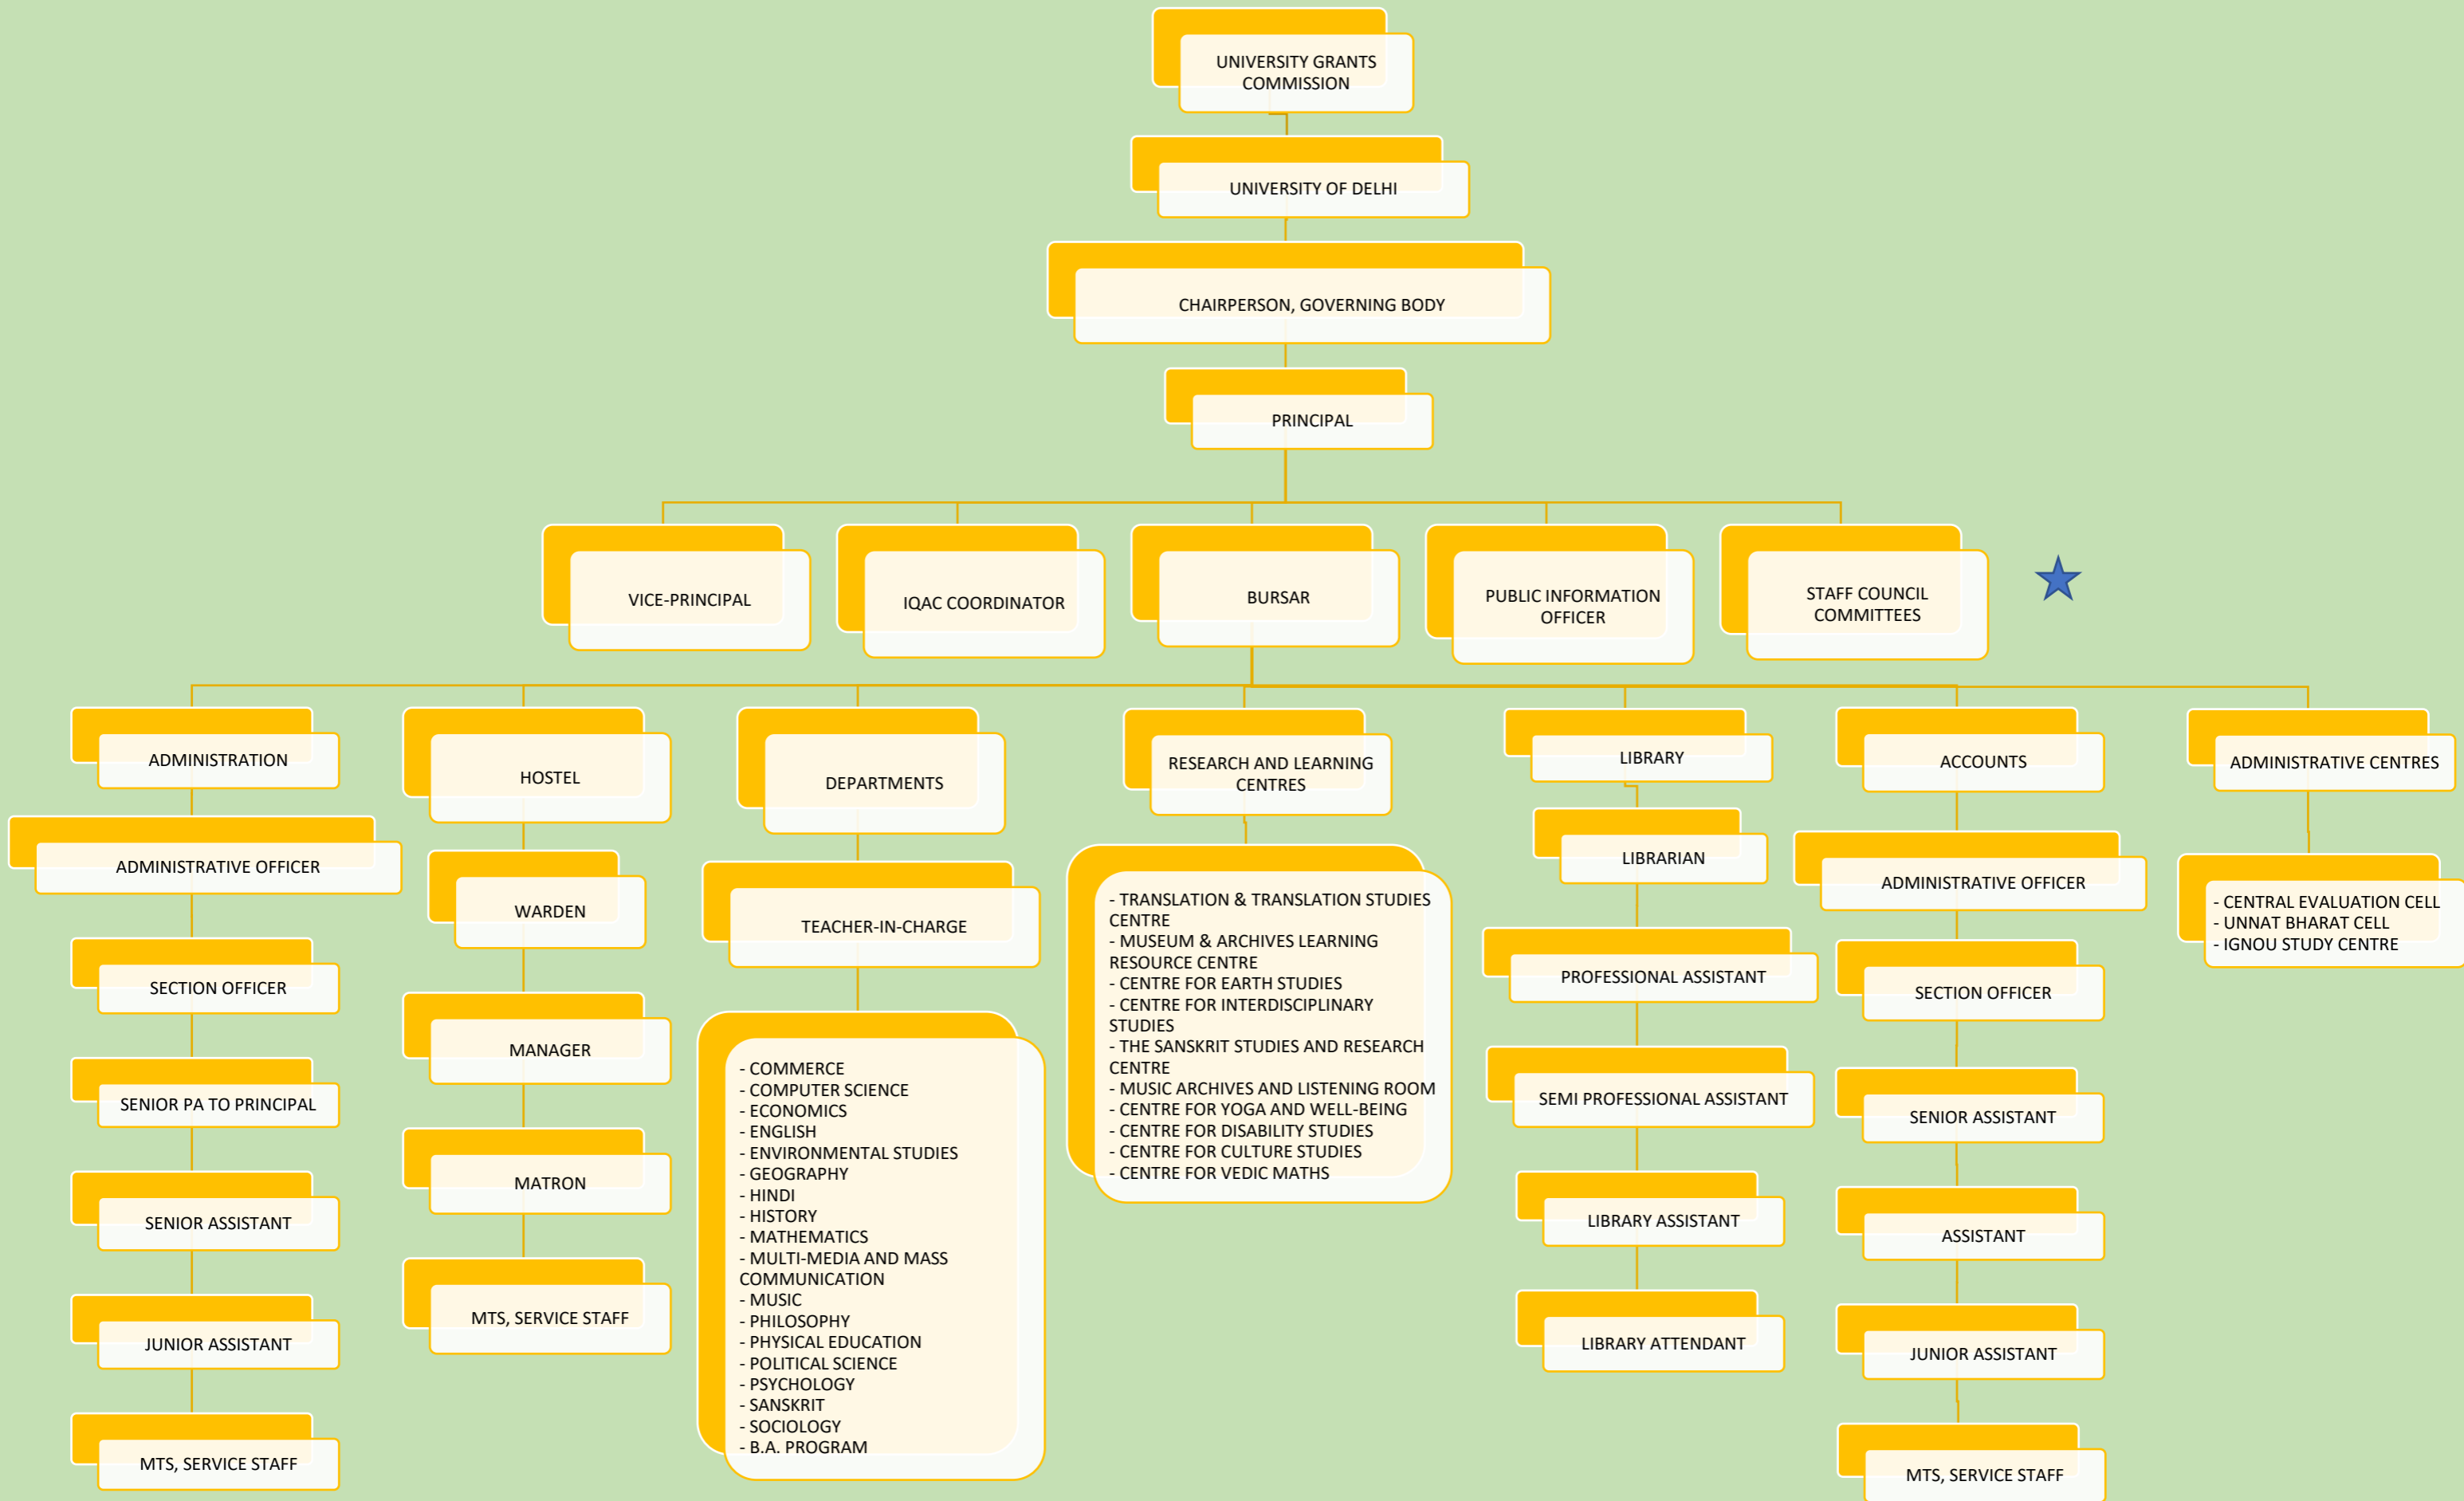 UNIVERSITY GRANTS
COMMISSION
UNIVERSITY OF DELHI
CHAIRPERSON, GOVERNING BODY
PRINCIPAL
VICE-PRINCIPAL
IQAC COORDINATOR
BURSAR
PUBLIC INFORMATION
OFFICER
STAFF COUNCIL
COMMITTEES
ADMINISTRATION
ADMINISTRATIVE OFFICER
SECTION OFFICER
SENIOR PA TO PRINCIPAL
SENIOR ASSISTANT
JUNIOR ASSISTANT
MTS, SERVICE STAFF
HOSTEL
WARDEN
MANAGER
MATRON
MTS, SERVICE STAFF
DEPARTMENTS
TEACHER-IN-CHARGE
- COMMERCE
- COMPUTER SCIENCE
- ECONOMICS
- ENGLISH
- ENVIRONMENTAL STUDIES
- GEOGRAPHY
- HINDI
- HISTORY
- MATHEMATICS
- MULTI-MEDIA AND MASS
COMMUNICATION
- MUSIC
- PHILOSOPHY
- PHYSICAL EDUCATION
- POLITICAL SCIENCE
- PSYCHOLOGY
- SANSKRIT
- SOCIOLOGY
- B.A. PROGRAM
RESEARCH AND LEARNING
CENTRES
- TRANSLATION & TRANSLATION STUDIES
CENTRE
- MUSEUM & ARCHIVES LEARNING
RESOURCE CENTRE
- CENTRE FOR EARTH STUDIES
- CENTRE FOR INTERDISCIPLINARY
STUDIES
- THE SANSKRIT STUDIES AND RESEARCH
CENTRE
- MUSIC ARCHIVES AND LISTENING ROOM
- CENTRE FOR YOGA AND WELL-BEING
- CENTRE FOR DISABILITY STUDIES
- CENTRE FOR CULTURE STUDIES
- CENTRE FOR VEDIC MATHS
LIBRARY
LIBRARIAN
PROFESSIONAL ASSISTANT
SEMI PROFESSIONAL ASSISTANT
LIBRARY ASSISTANT
LIBRARY ATTENDANT
ACCOUNTS
ADMINISTRATIVE OFFICER
SECTION OFFICER
SENIOR ASSISTANT
ASSISTANT
JUNIOR ASSISTANT
MTS, SERVICE STAFF
ADMINISTRATIVE CENTRES
- CENTRAL EVALUATION CELL
- UNNAT BHARAT CELL
- IGNOU STUDY CENTRE